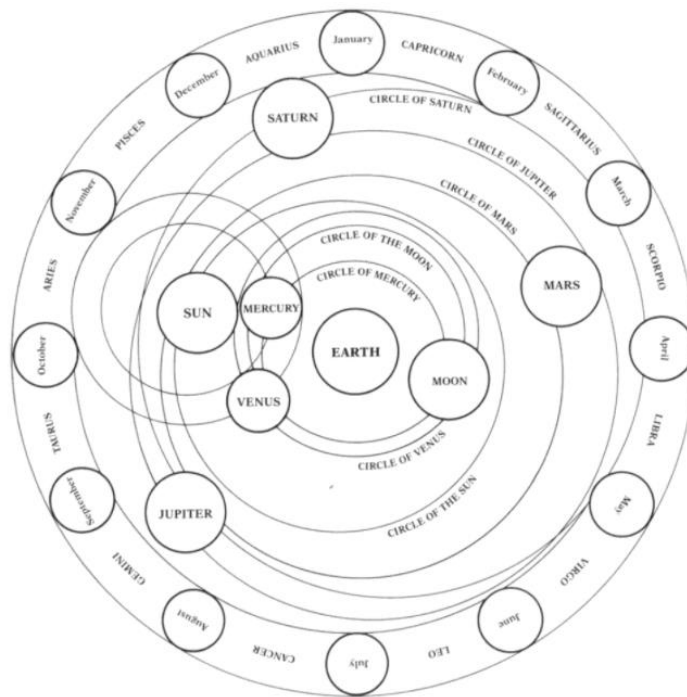 January
CAPRICORN
February
SAGITTARIUS
March
SCORPIO
April
LIBRA
May
VIRGO
June
LEO
July
CANCER
August
GEMINI
September
TAURUS
October
ARIES
November
PISCES
December
AQUARIUS
SATURN
CIRCLE OF SATURN
CIRCLE OF JUPITER
CIRCLE OF MARS
CIRCLE OF THE MOON
CIRCLE OF MERCURY
MARS
SUN
MERCURY
EARTH
MOON
VENUS
CIRCLE OF VENUS
CIRCLE OF THE SUN
JUPITER